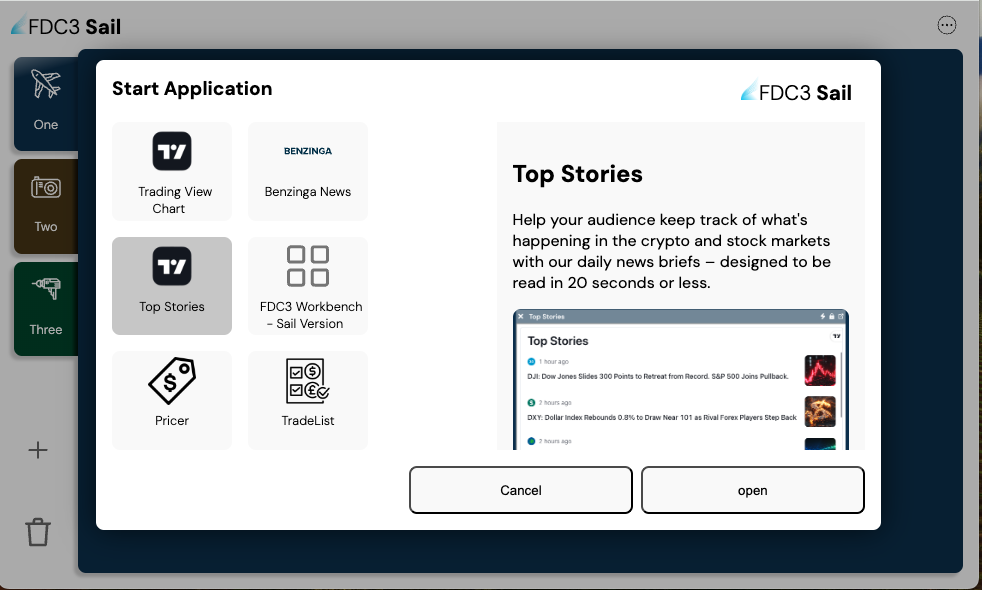 FDC3 Sail
One
Two
Three
Start Application
FDC3 Sail
Trading View
Chart
BENZINGA
Benzinga News
Top Stories
FDC3 Workbench
- Sail Version
Pricer
TradeList
Top Stories
Help your audience keep track of what's
happening in the crypto and stock markets
with our daily news briefs – designed to be
read in 20 seconds or less.
Top Stories
Top Stories
1 hour ago
DJI: Dow Jones Slides 300 Points to Retreat from Record. S&P 500 Joins Pullback.
2 hours ago
DXY: Dollar Index Rebounds 0.8% to Draw Near 101 as Rival Forex Players Step Back
2 hours ago
Cancel
open